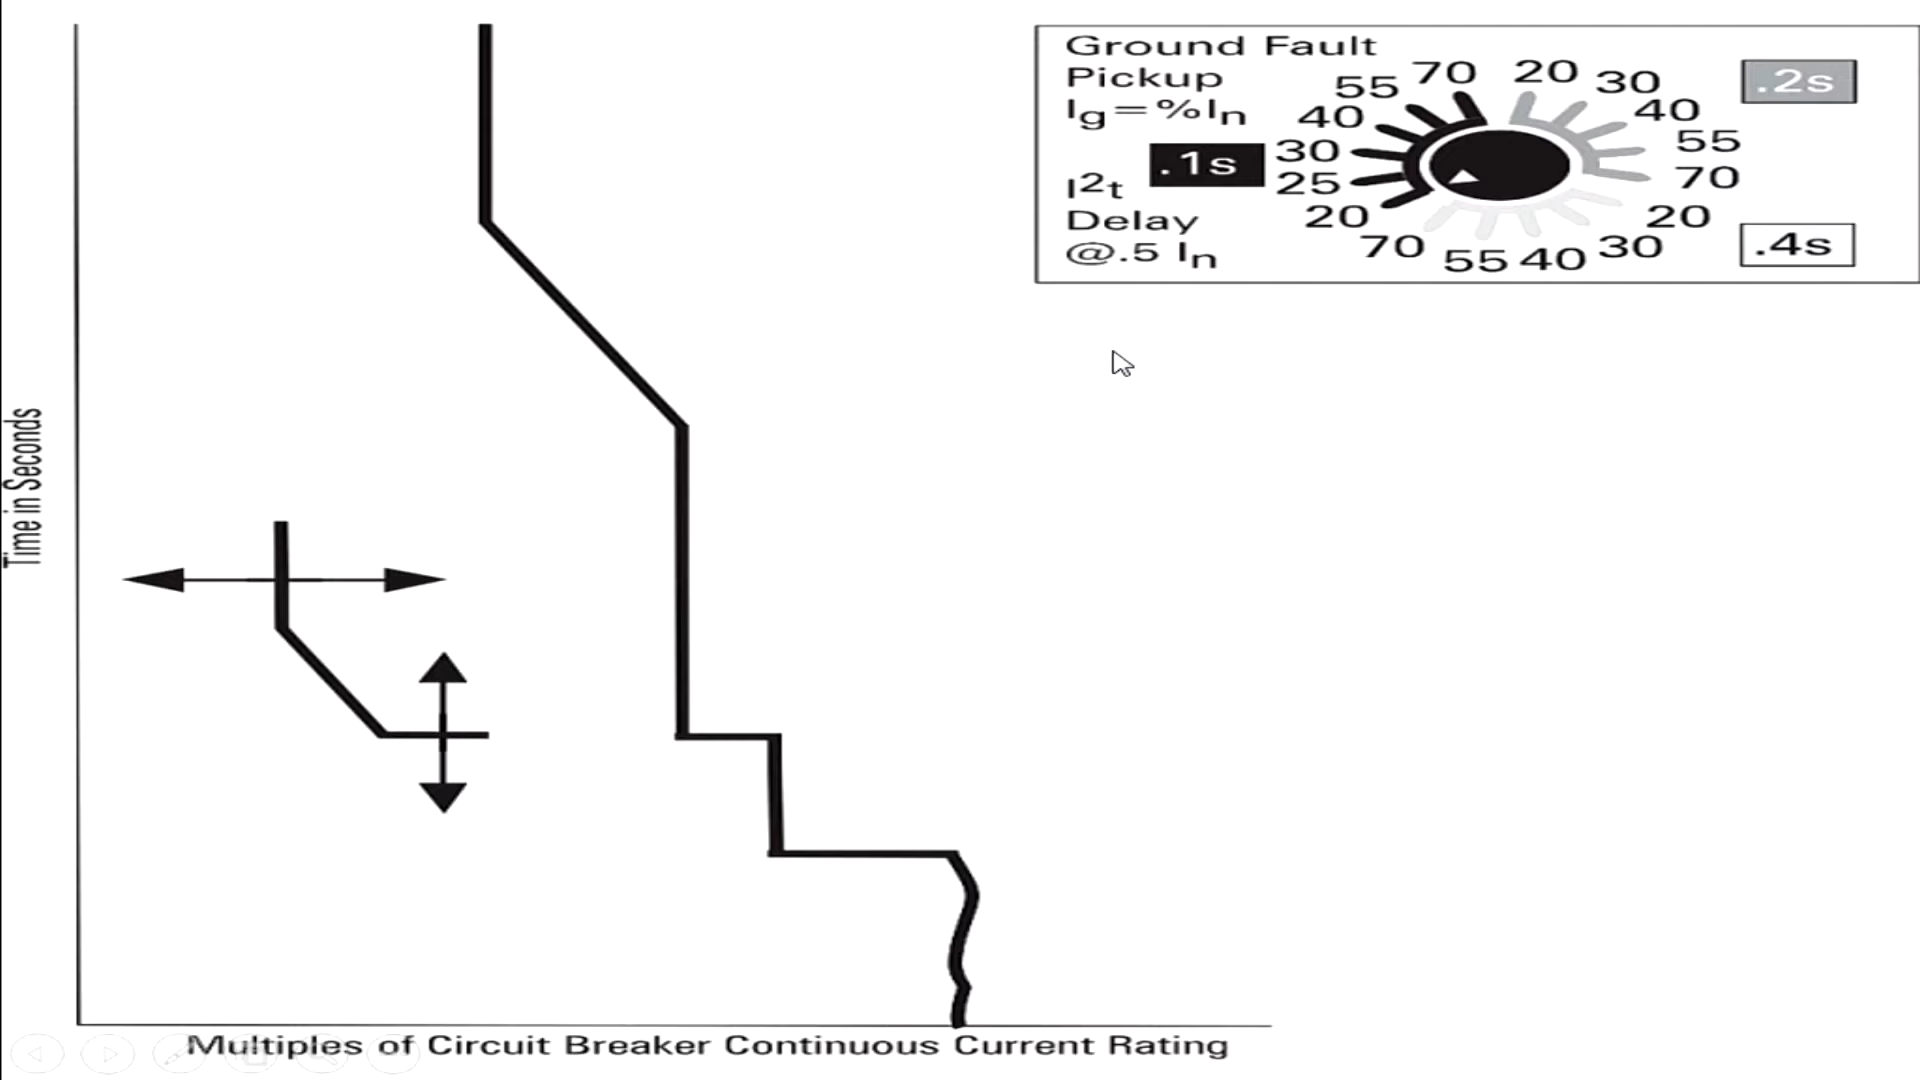 Ground Fault
Pickup
Ig=%In
I²t
Delay
@.5 In
.1s
.2s
.4s
20
25
30
40
55
70
20
30
40
55
70
20
30
40
55
70
Time in Seconds
Multiples of Circuit Breaker Continuous Current Rating